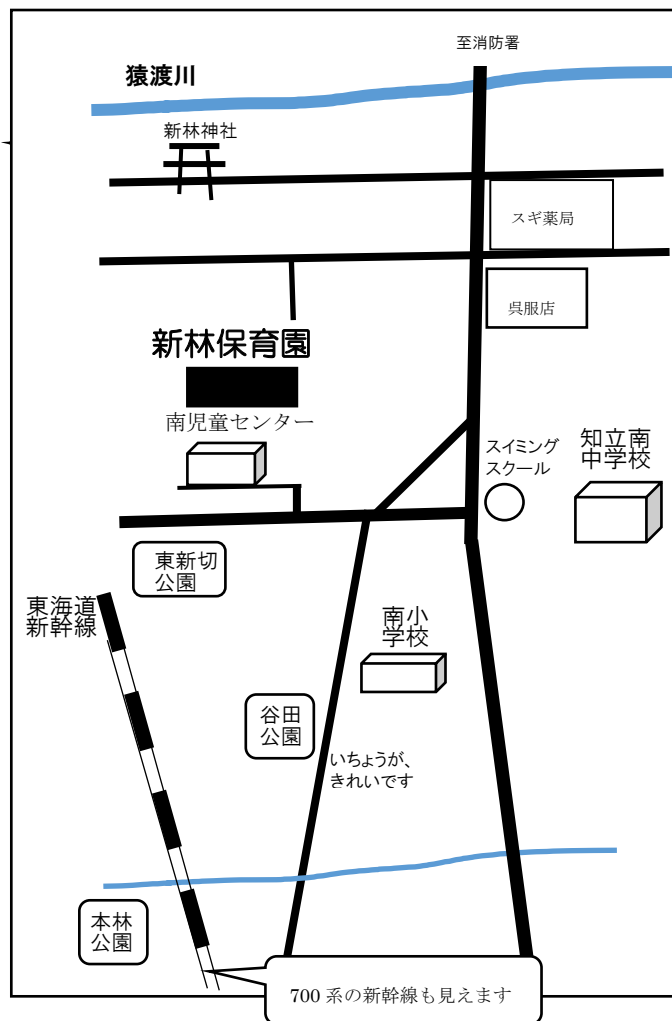 至消防署
猿渡川
新林神社
スギ薬局
呉服店
新林保育園
南児童センター
スイミング
スクール
知立南
中学校
東新切
公園
東海道
新幹線
南小
学校
谷田
公園
いちょうが、
きれいです
本林
公園
700 系の新幹線も見えます